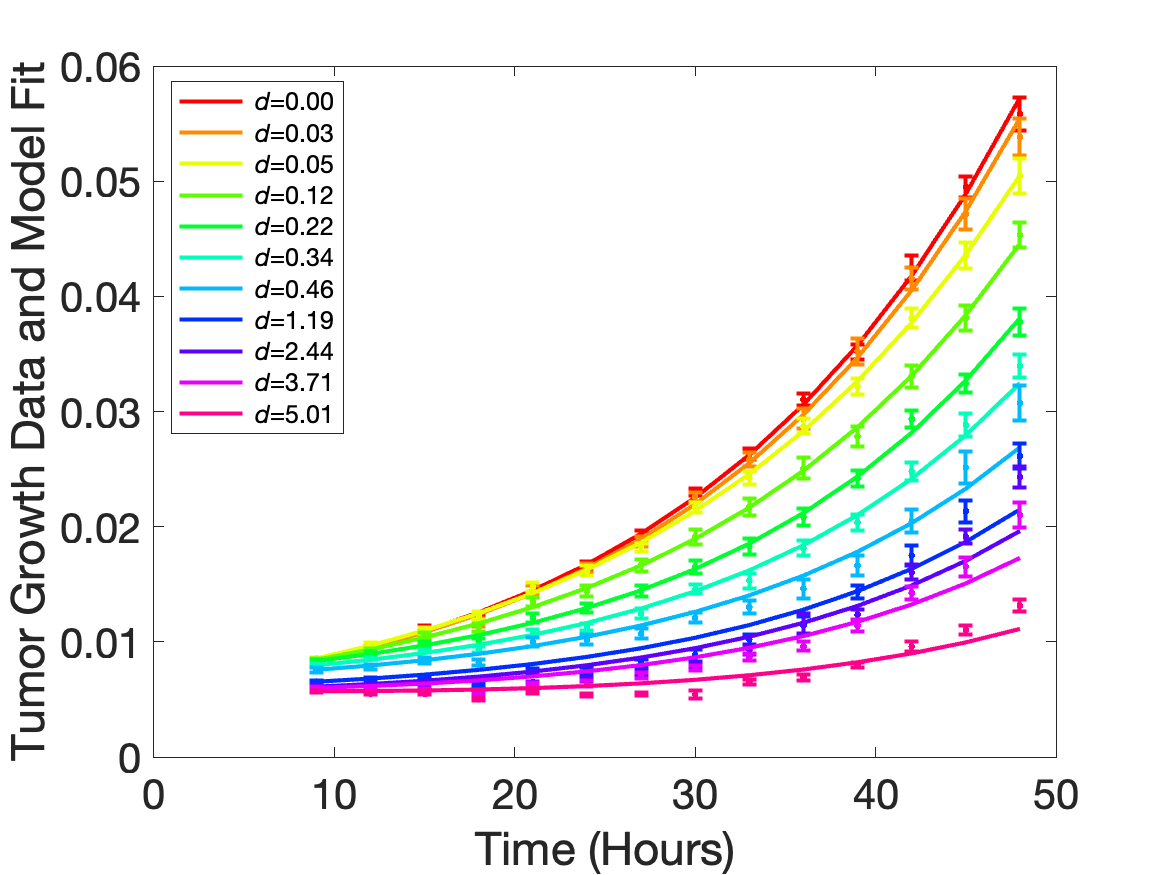 Tumor Growth Data and Model Fit
0.06
0.05
0.04
0.03
0.02
0.01
0
d=0.00
d=0.03
d=0.05
d=0.12
d=0.22
d=0.34
d=0.46
d=1.19
d=2.44
d=3.71
d=5.01
0 10 20 30 40 50
Time (Hours)